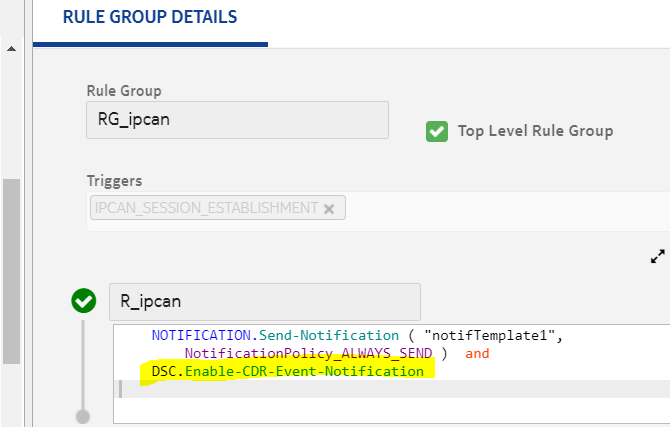 RULE GROUP DETAILS
Rule Group
RG_ipcan
Top Level Rule Group
Triggers
IPCAN_SESSION_ESTABLISHMENT
R_ipcan
NOTIFICATION.Send-Notification ( "notifTemplate1",
NotificationPolicy_ALWAYS_SEND ) and
DSC.Enable-CDR-Event-Notification